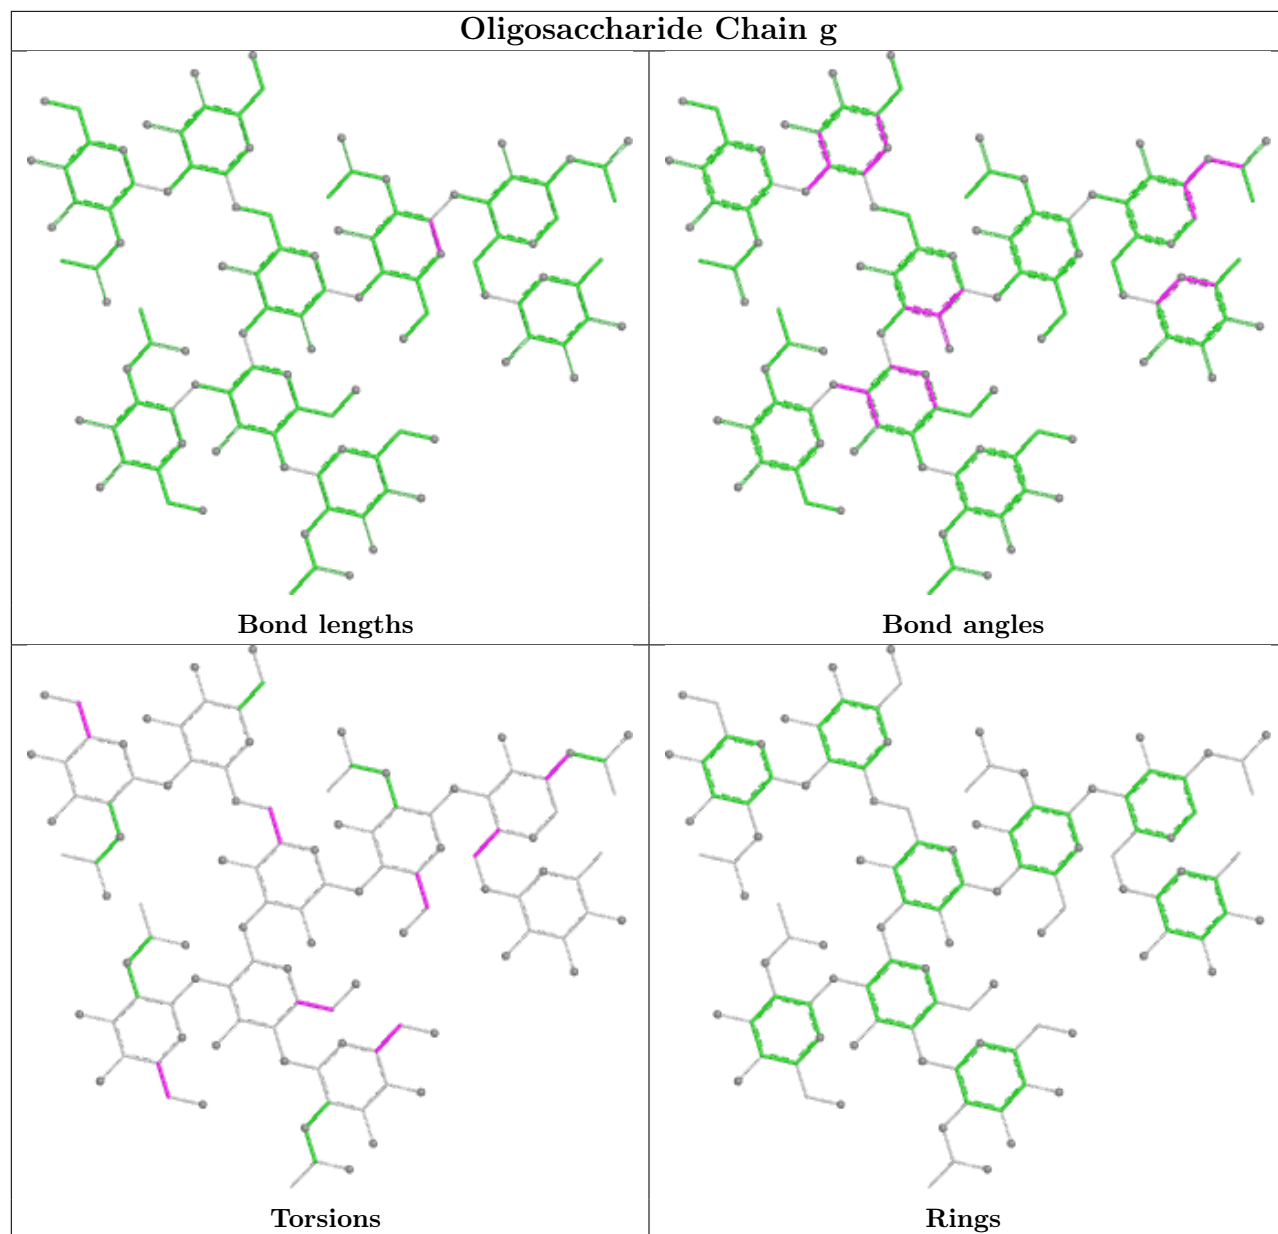 Oligosaccharide Chain g
Bond lengths
Bond angles
Torsions
Rings